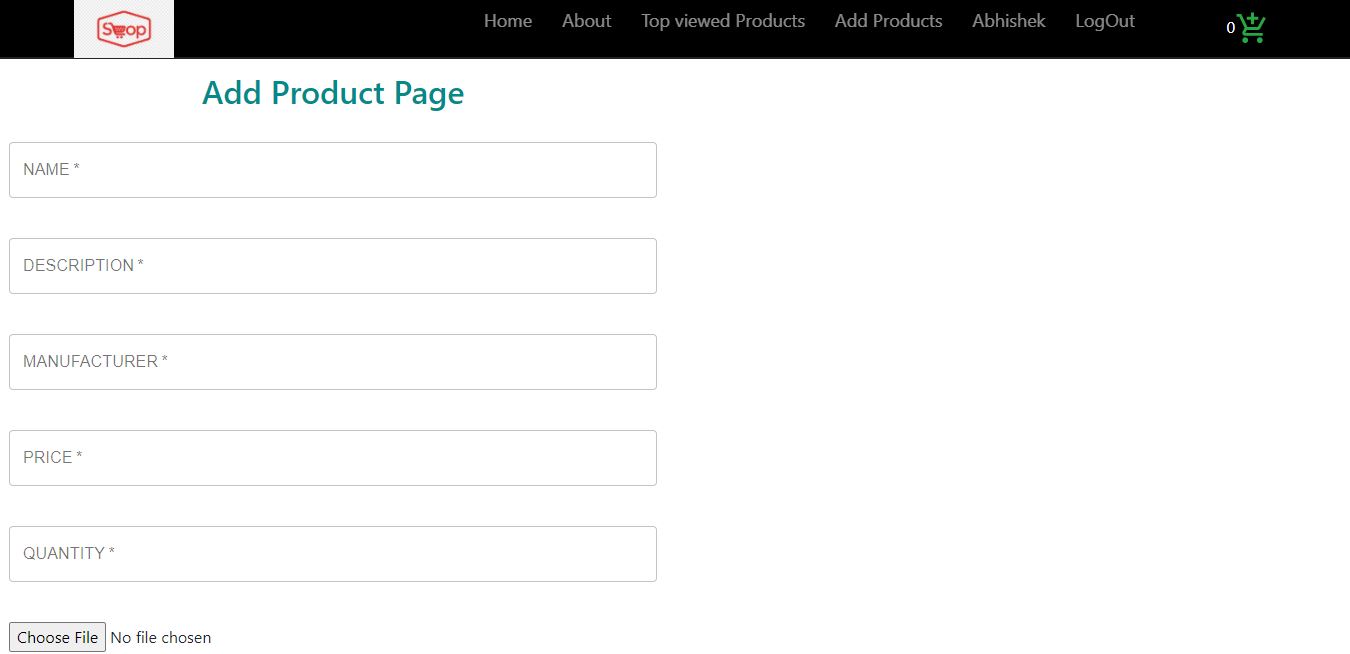 Shop
Home About Top viewed Products Add Products Abhishek LogOut 0
Add Product Page
NAME *
DESCRIPTION *
MANUFACTURER *
PRICE *
QUANTITY *
Choose File No file chosen